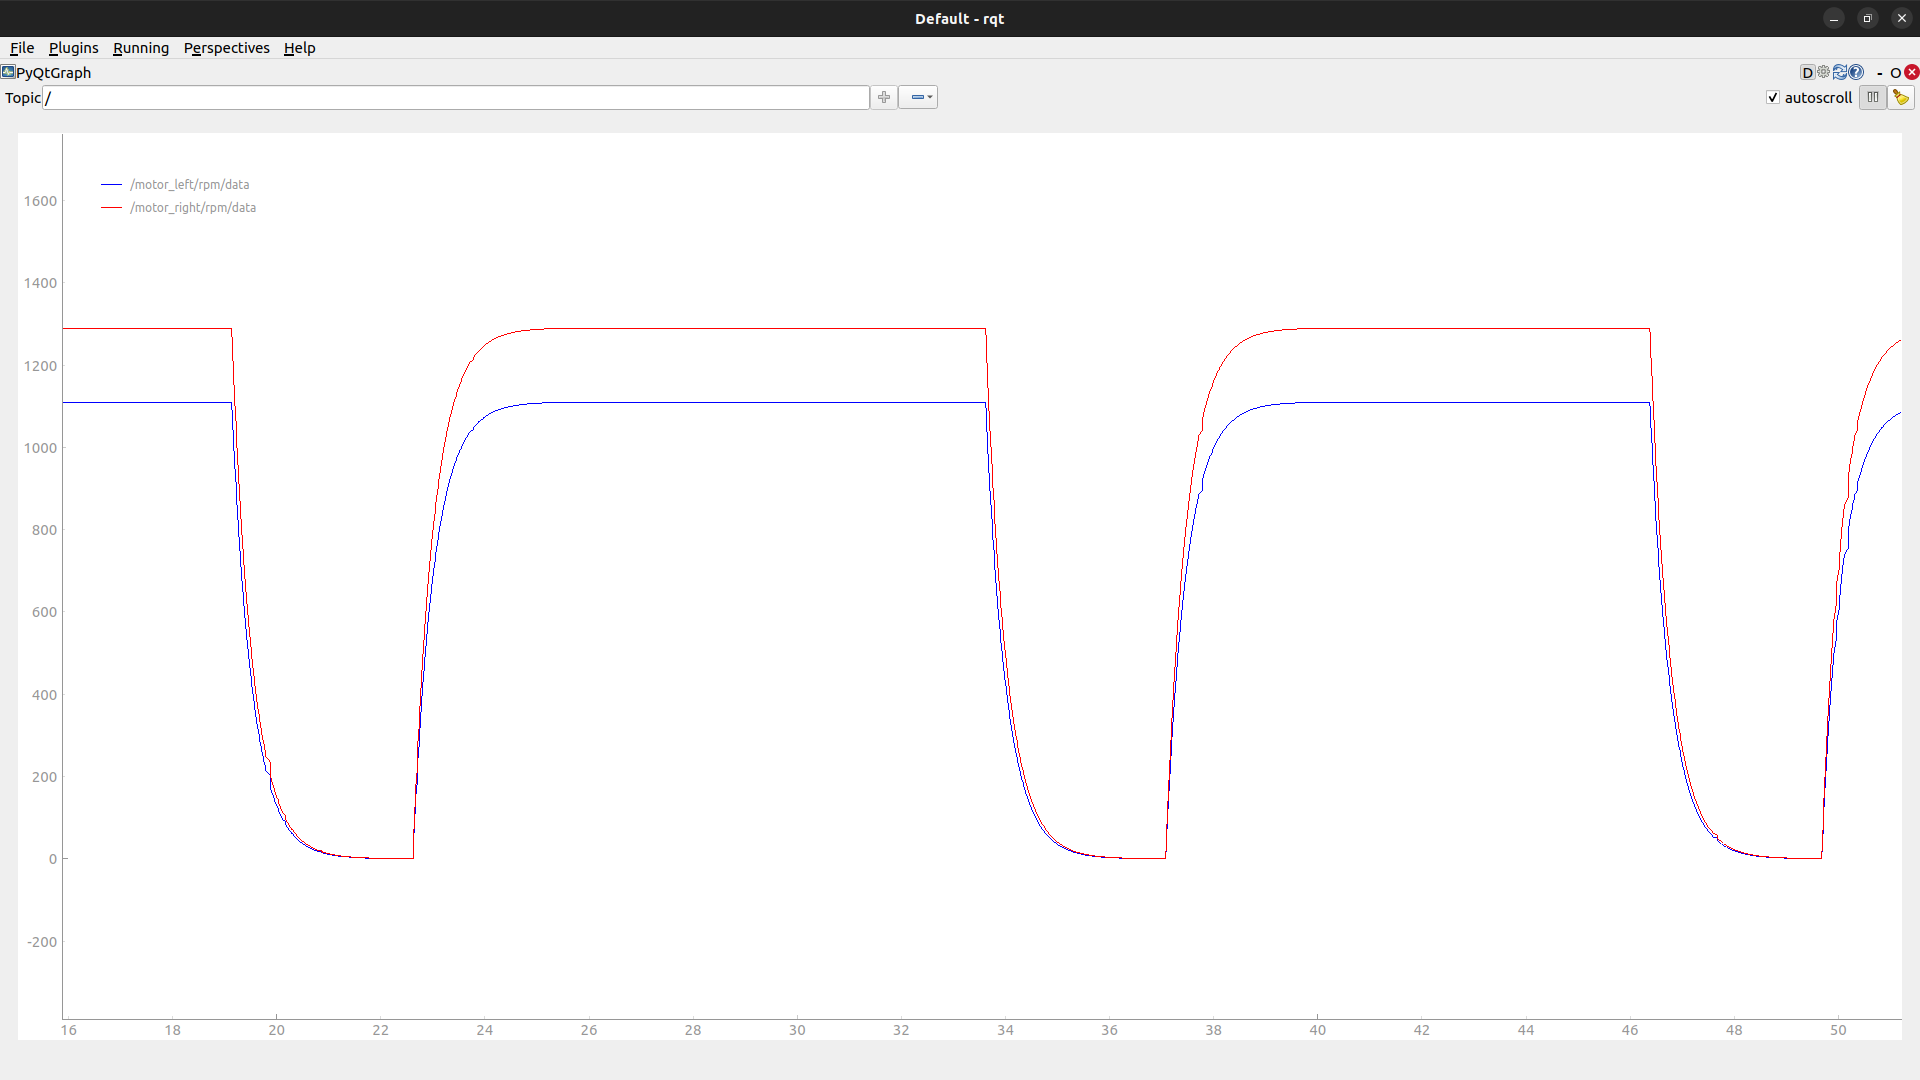 Default - rqt
File Plugins Running Perspectives Help
PyQtGraph D ? - O
Topic / autoscroll
/motor_left/rpm/data
/motor_right/rpm/data
1600
1400
1200
1000
800
600
400
200
0
-200
16 18 20 22 24 26 28 30 32 34 36 38 40 42 44 46 48 50